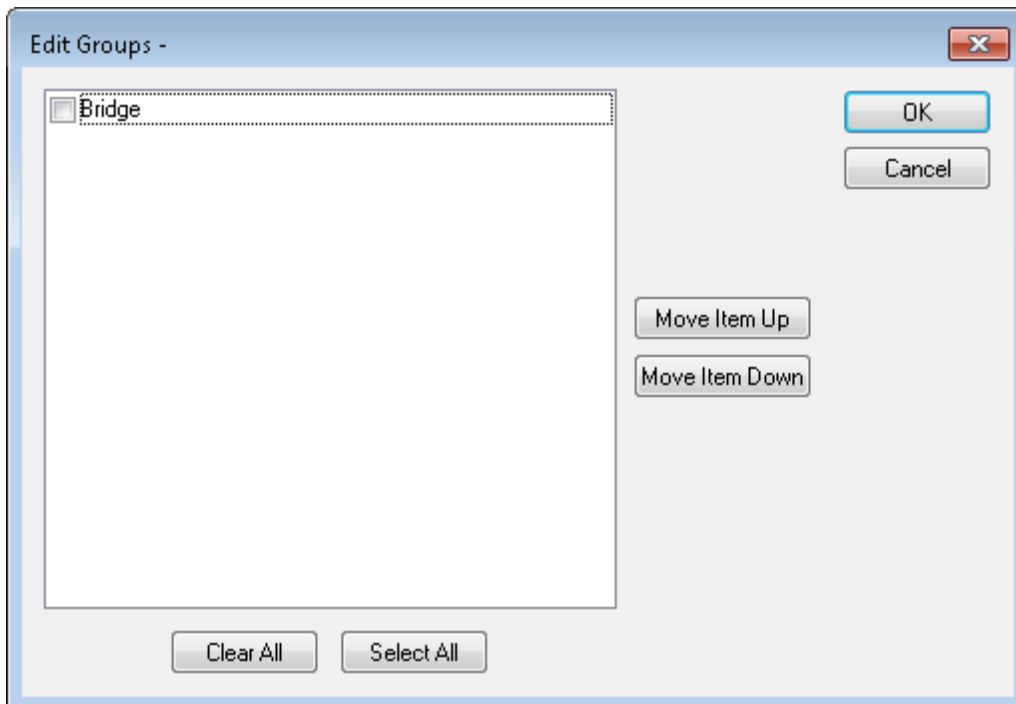 Edit Groups -
Bridge
OK
Cancel
Move Item Up
Move Item Down
Clear All
Select All